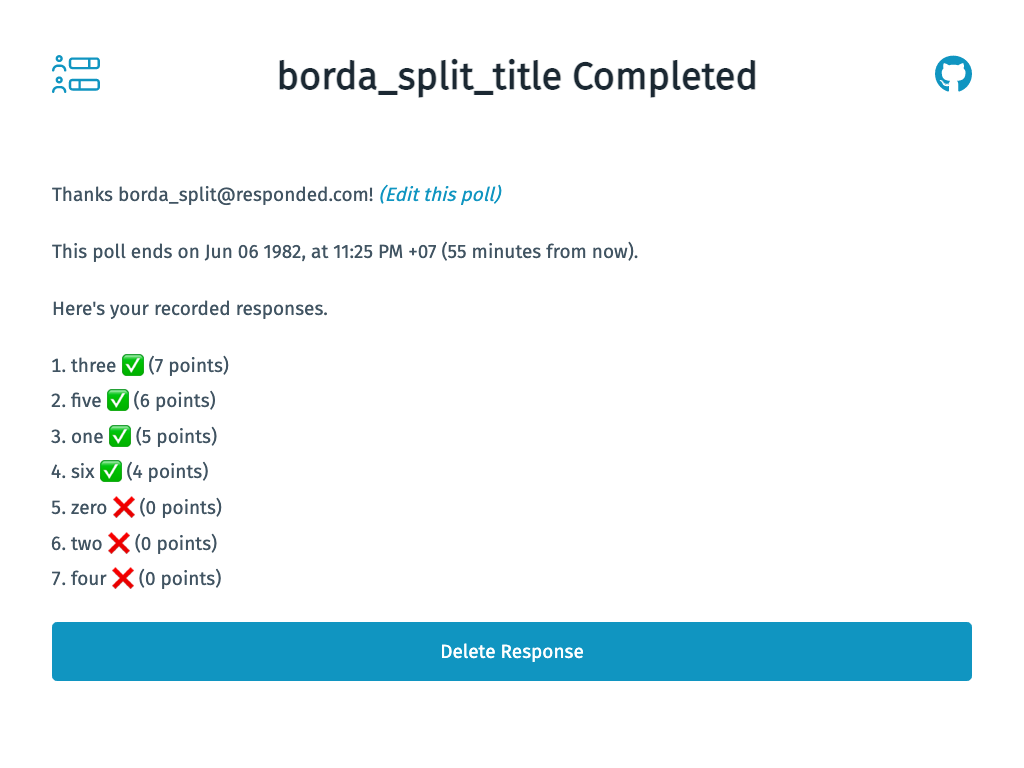 borda_split_title Completed
Thanks borda_split@responded.com! (Edit this poll)
This poll ends on Jun 06 1982, at 11:25 PM +07 (55 minutes from now).
Here's your recorded responses.
1. three ✅ (7 points)
2. five ✅ (6 points)
3. one ✅ (5 points)
4. six ✅ (4 points)
5. zero ❌ (0 points)
6. two ❌ (0 points)
7. four ❌ (0 points)
Delete Response